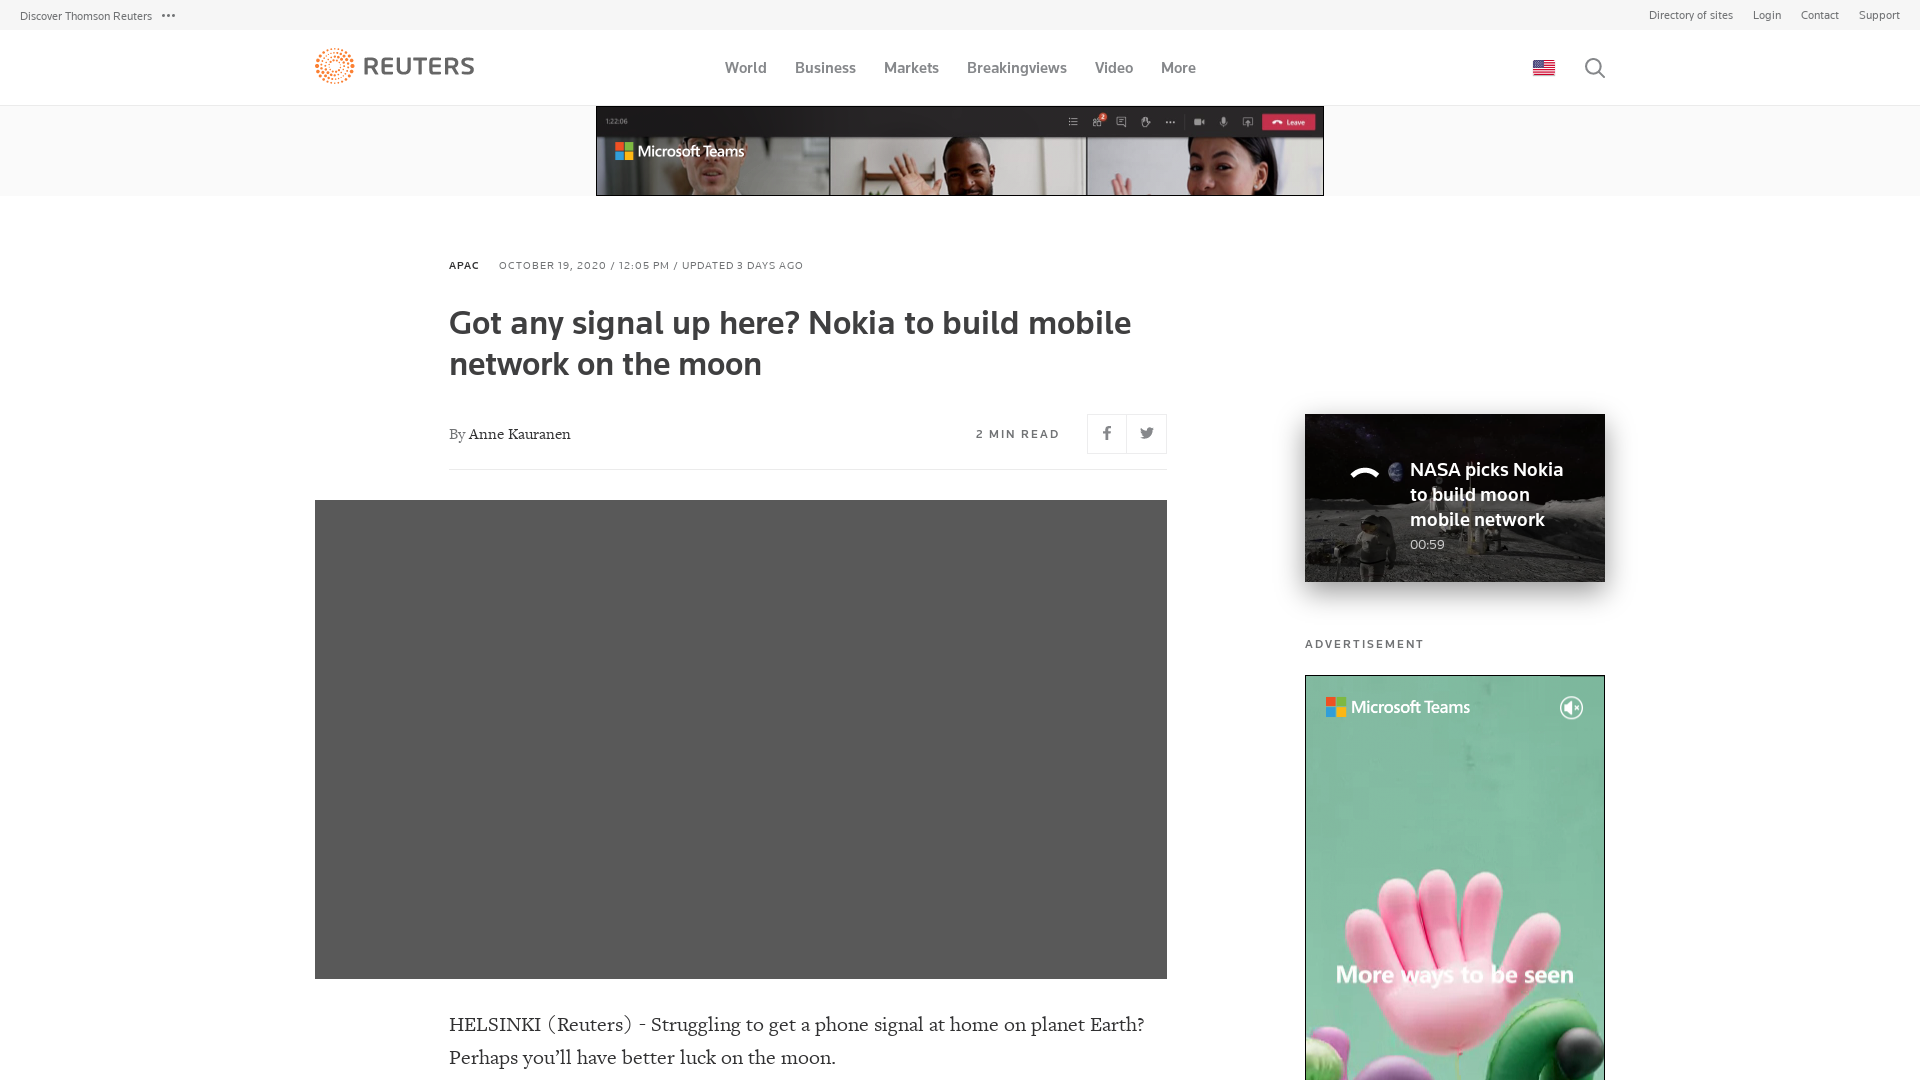 Discover Thomson Reuters
Directory of sites Login Contact Support
REUTERS
World Business Markets Breakingviews Video More
1:22:06
2
Leave
Microsoft Teams
APAC OCTOBER 19, 2020 / 12:05 PM / UPDATED 3 DAYS AGO
Got any signal up here? Nokia to build mobile
network on the moon
By Anne Kauranen
2 MIN READ
NASA picks Nokia
to build moon
mobile network
00:59
ADVERTISEMENT
Microsoft Teams
More ways to be seen
HELSINKI (Reuters) - Struggling to get a phone signal at home on planet Earth?
Perhaps you’ll have better luck on the moon.